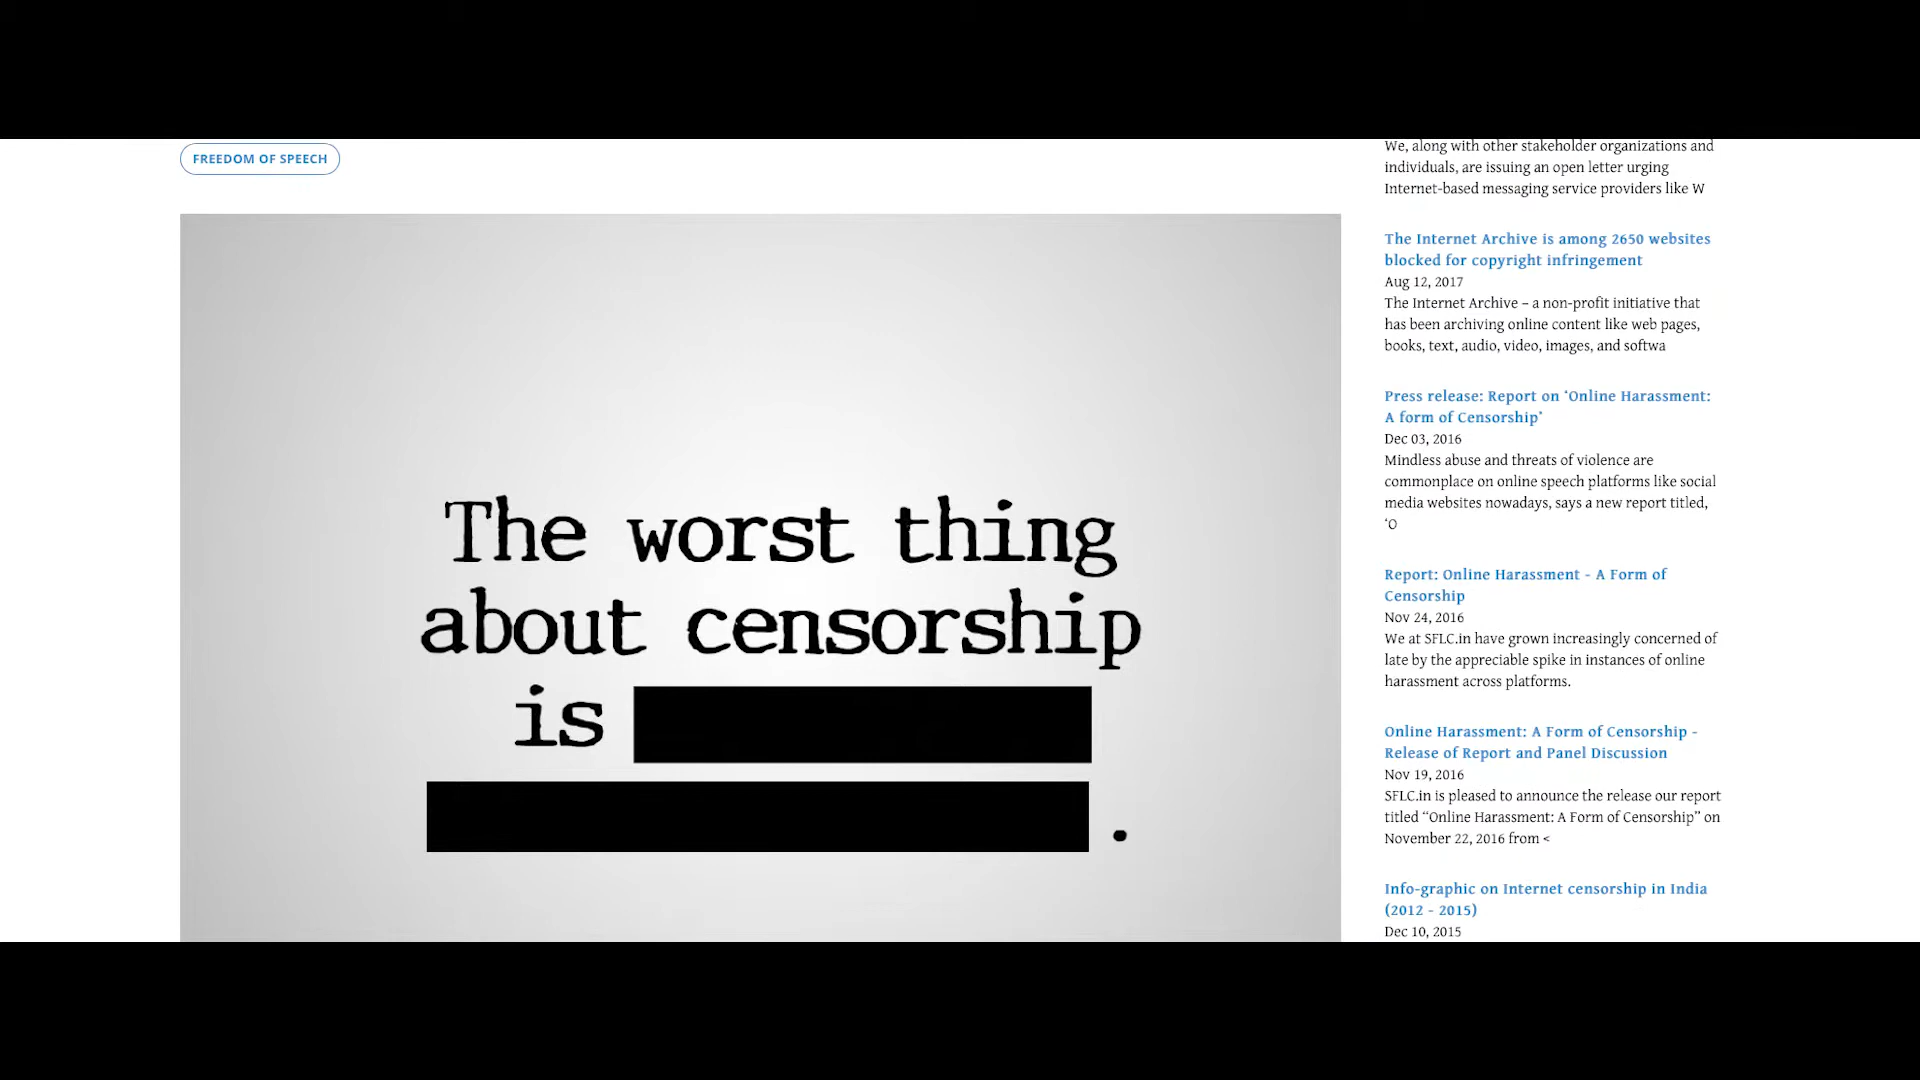 FREEDOM OF SPEECH
The worst thing
about censorship
is
.
We, along with other stakeholder organizations and
individuals, are issuing an open letter urging
Internet-based messaging service providers like W
The Internet Archive is among 2650 websites
blocked for copyright infringement
Aug 12, 2017
The Internet Archive – a non-profit initiative that
has been archiving online content like web pages,
books, text, audio, video, images, and softwa
Press release: Report on ‘Online Harassment:
A form of Censorship’
Dec 03, 2016
Mindless abuse and threats of violence are
commonplace on online speech platforms like social
media websites nowadays, says a new report titled,
‘O
Report: Online Harassment - A Form of
Censorship
Nov 24, 2016
We at SFLC.in have grown increasingly concerned of
late by the appreciable spike in instances of online
harassment across platforms.
Online Harassment: A Form of Censorship -
Release of Report and Panel Discussion
Nov 19, 2016
SFLC.in is pleased to announce the release our report
titled “Online Harassment: A Form of Censorship” on
November 22, 2016 from <
Info-graphic on Internet censorship in India
(2012 - 2015)
Dec 10, 2015